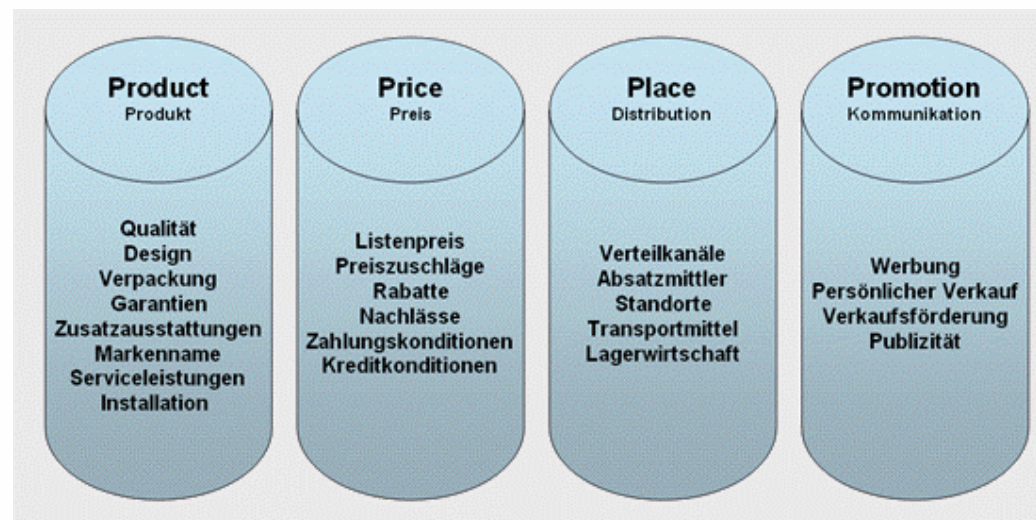 Product
Produkt
Qualität
Design
Verpackung
Garantien
Zusatzausstattungen
Markenname
Serviceleistungen
Installation
Price
Preis
Listenpreis
Preiszuschläge
Rabatte
Nachlässe
Zahlungskonditionen
Kreditkonditionen
Place
Distribution
Verteilkanäle
Absatzmittler
Standorte
Transportmittel
Lagerwirtschaft
Promotion
Kommunikation
Werbung
Persönlicher Verkauf
Verkaufsförderung
Publizität